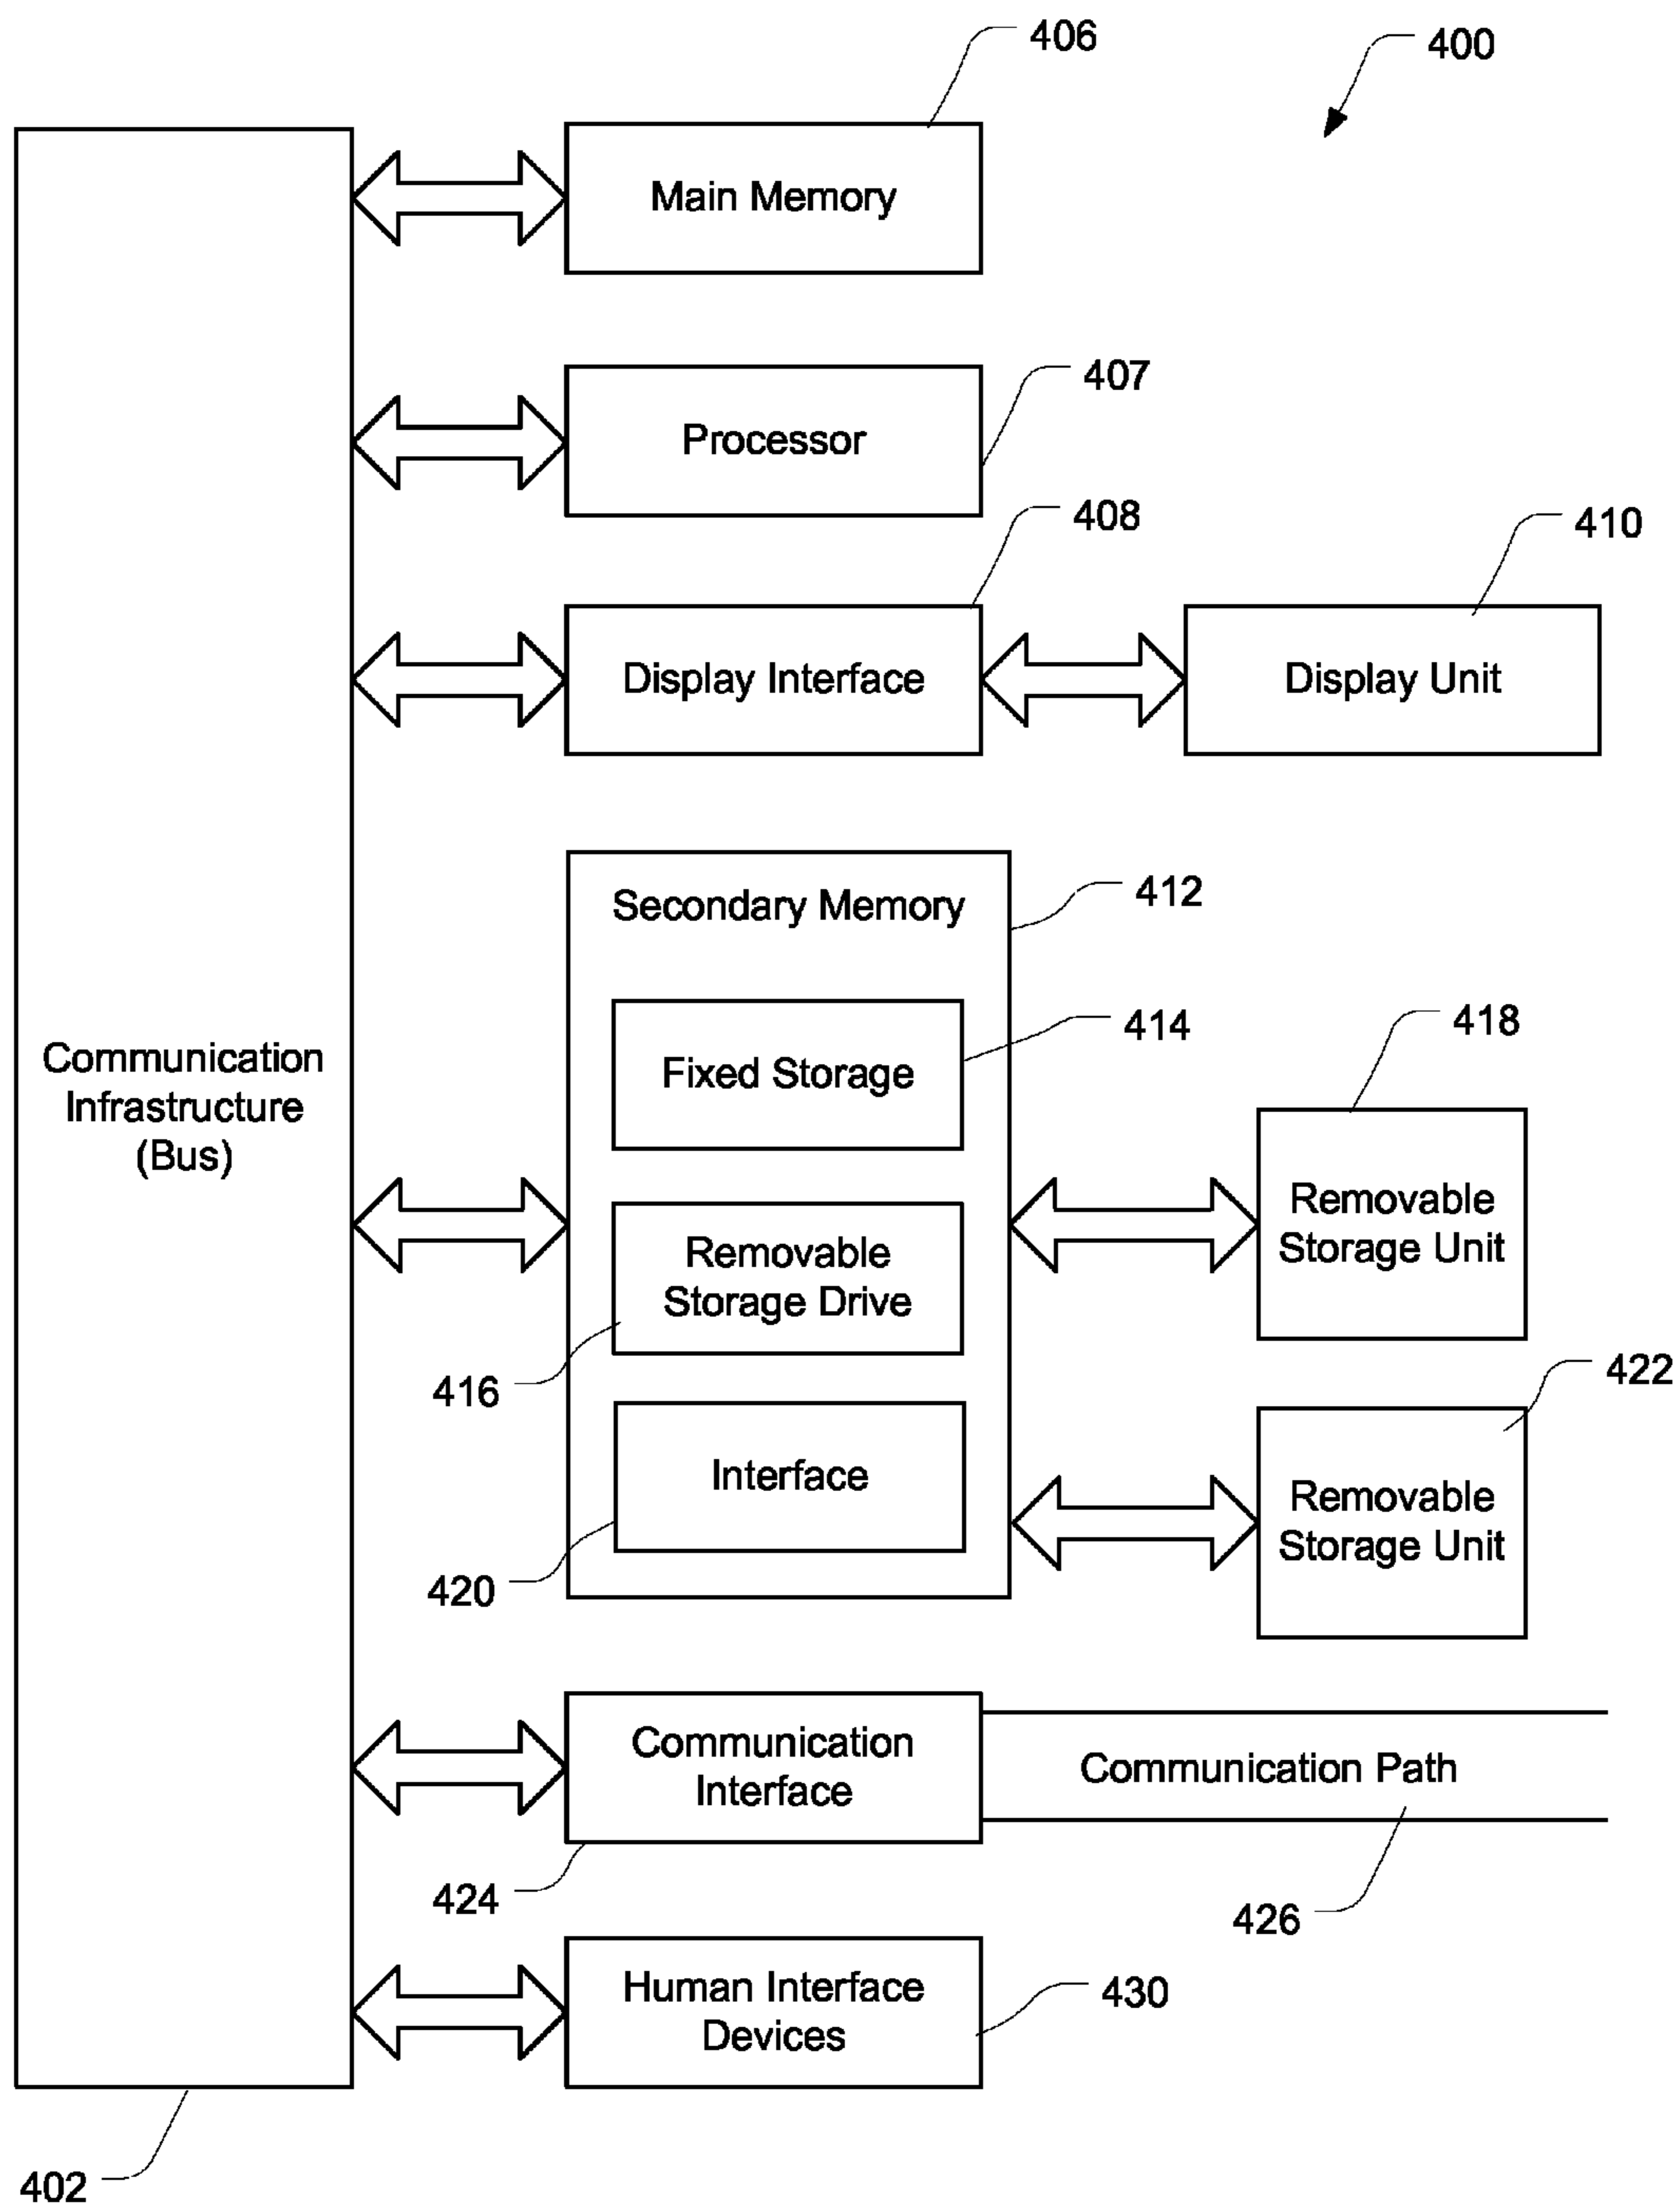 406
400
Main Memory
407
Processor
408
410
Display Interface
Display Unit
Secondary Memory
412
414
418
Fixed Storage
Communication
Infrastructure
(Bus)
Removable
Storage Unit
Removable
Storage Drive
416
422
Interface
Removable
Storage Unit
420
Communication
Interface
Communication Path
424
426
Human Interface
Devices
430
402